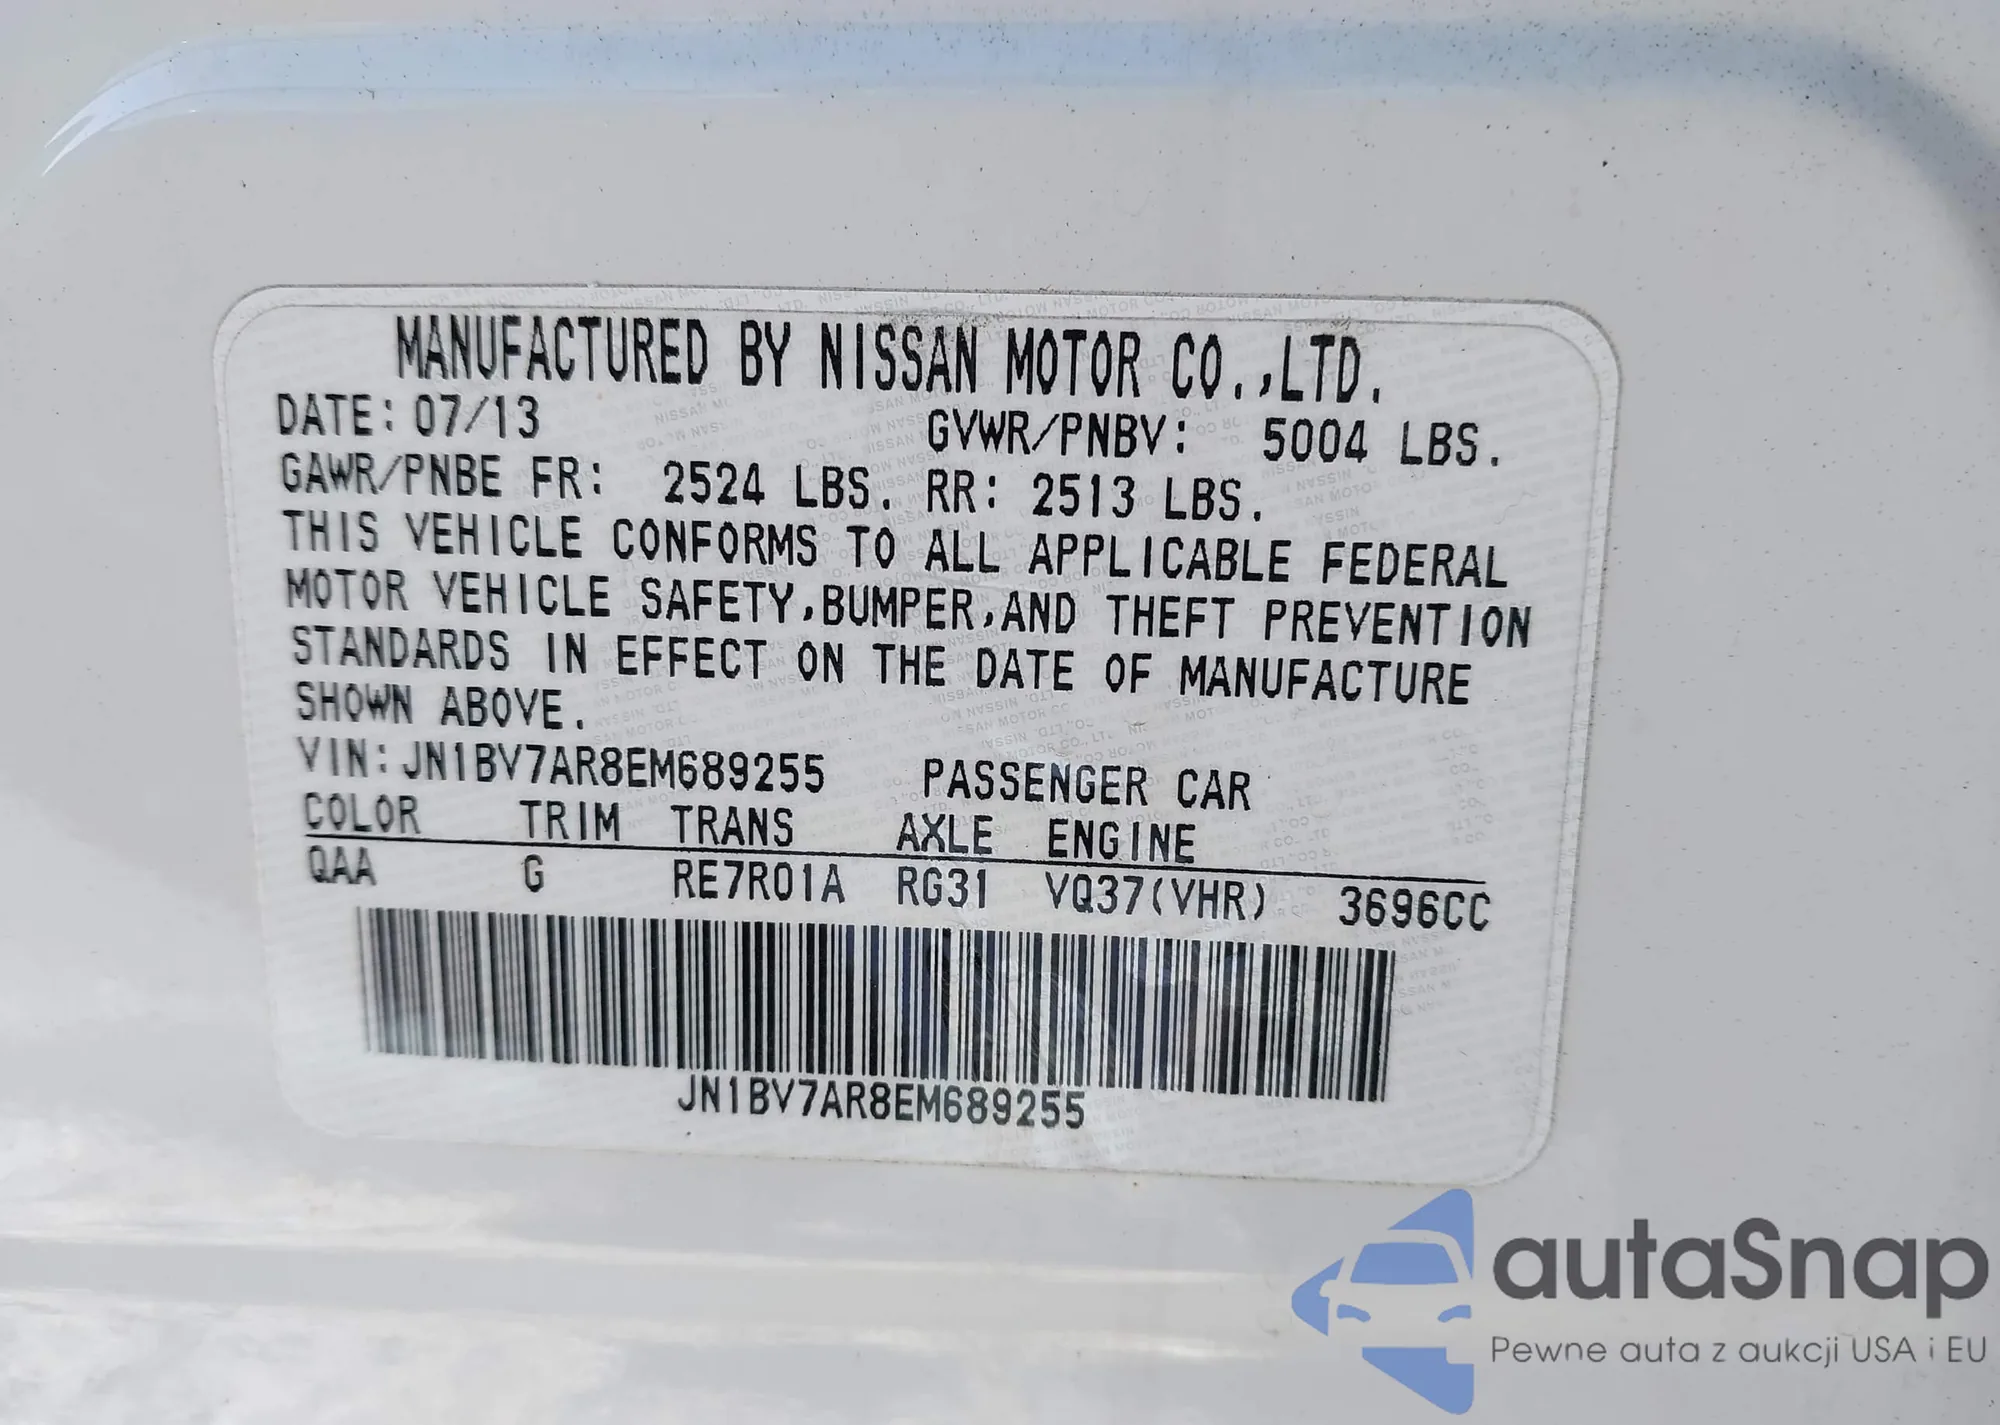 MANUFACTURED BY NISSAN MOTOR CO.,LTD.
DATE: 07/13 GVWR/PNBV: 5004 LBS.
GAWR/PNBE FR: 2524 LBS. RR: 2513 LBS.
THIS VEHICLE CONFORMS TO ALL APPLICABLE FEDERAL
MOTOR VEHICLE SAFETY,BUMPER,AND THEFT PREVENTION
STANDARDS IN EFFECT ON THE DATE OF MANUFACTURE
SHOWN ABOVE.
VIN: JN1BV7AR8EM689255 PASSENGER CAR
COLOR TRIM TRANS AXLE ENGINE
QAA G RE7R01A RG31 VQ37(VHR) 3696CC
JN1BV7AR8EM689255
autaSnap
Pewne auta z aukcji USA i EU